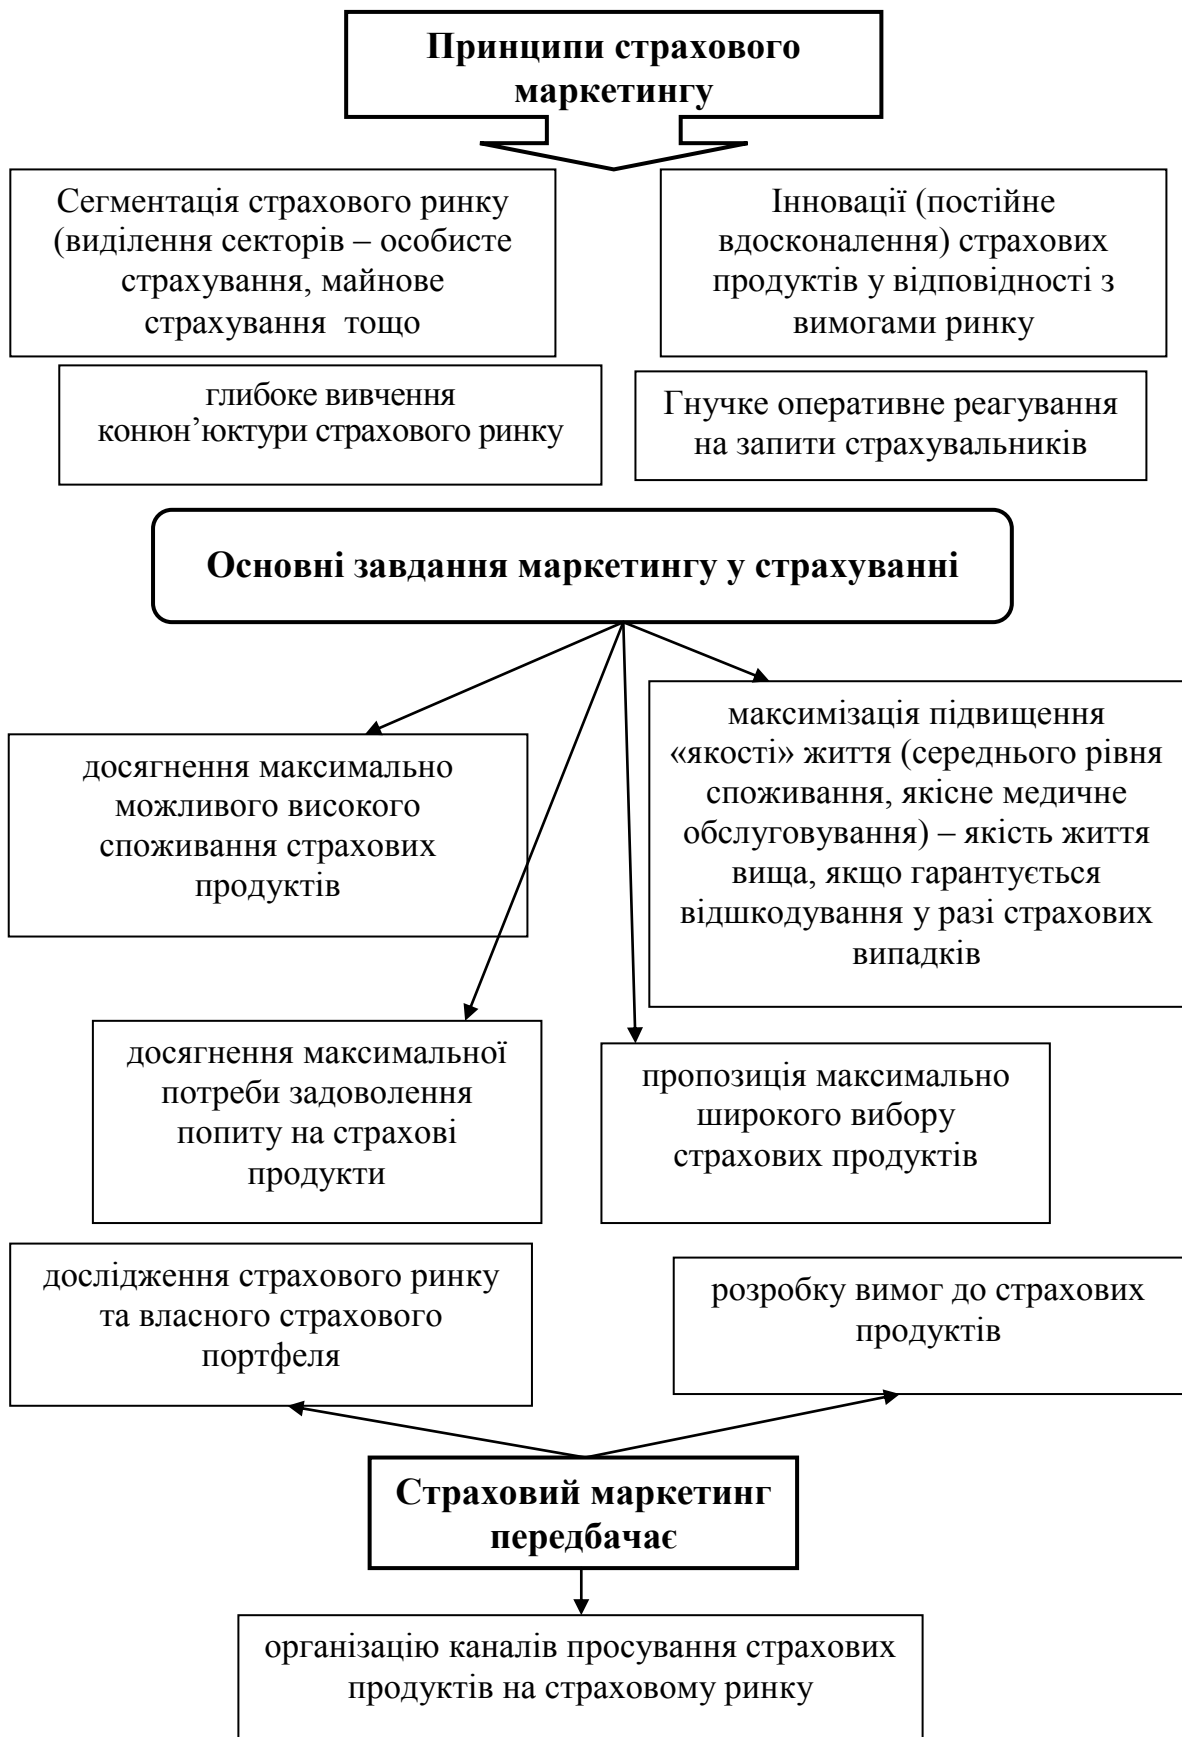 Принципи страхового
маркетингу
Сегментація страхового ринку
(виділення секторів – особисте
страхування, майнове
страхування тощо
Інновації (постійне
вдосконалення) страхових
продуктів у відповідності з
вимогами ринку
глибоке вивчення
конюн’юктури страхового ринку
Гнучке оперативне реагування
на запити страхувальників
Основні завдання маркетингу у страхуванні
досягнення максимально
можливого високого
споживання страхових
продуктів
максимізація підвищення
«якості» життя (середнього рівня
споживання, якісне медичне
обслуговування) – якість життя
вища, якщо гарантується
відшкодування у разі страхових
випадків
досягнення максимальної
потреби задоволення
попиту на страхові
продукти
пропозиція максимально
широкого вибору
страхових продуктів
дослідження страхового ринку
та власного страхового
портфеля
розробку вимог до страхових
продуктів
Страховий маркетинг
передбачає
організацію каналів просування страхових
продуктів на страховому ринку